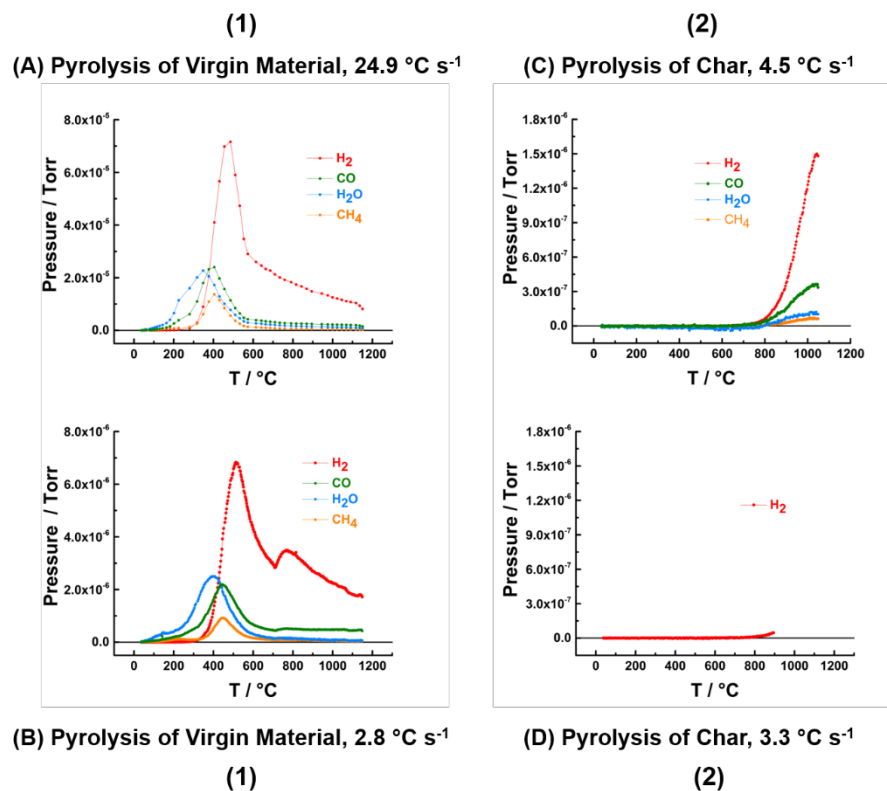 (1)
(2)
(A) Pyrolysis of Virgin Material, 24.9 °C s⁻¹
(C) Pyrolysis of Char, 4.5 °C s⁻¹
8.0x10⁻⁵
6.0x10⁻⁵
4.0x10⁻⁵
2.0x10⁻⁵
0.0
Pressure / Torr
H₂
CO
H₂O
CH₄
0 200 400 600 800 1000 1200
T / °C
1.8x10⁻⁶
1.5x10⁻⁶
1.2x10⁻⁶
9.0x10⁻⁷
6.0x10⁻⁷
3.0x10⁻⁷
0.0
Pressure / Torr
H₂
CO
H₂O
CH₄
0 200 400 600 800 1000 1200
T / °C
8.0x10⁻⁶
6.0x10⁻⁶
4.0x10⁻⁶
2.0x10⁻⁶
0.0
Pressure / Torr
H₂
CO
H₂O
CH₄
0 200 400 600 800 1000 1200
T / °C
1.8x10⁻⁶
1.5x10⁻⁶
1.2x10⁻⁶
9.0x10⁻⁷
6.0x10⁻⁷
3.0x10⁻⁷
0.0
Pressure / Torr
H₂
0 200 400 600 800 1000 1200
T / °C
(B) Pyrolysis of Virgin Material, 2.8 °C s⁻¹
(D) Pyrolysis of Char, 3.3 °C s⁻¹
(1)
(2)